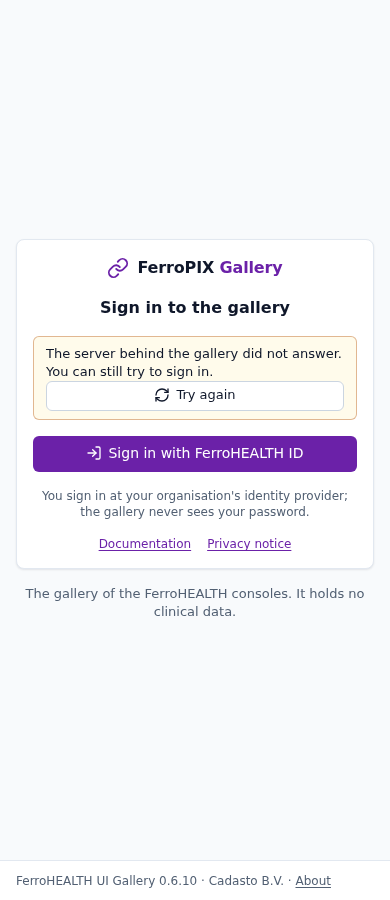 FerroPIX Gallery
Sign in to the gallery
The server behind the gallery did not answer.
You can still try to sign in.
Try again
Sign in with FerroHEALTH ID
You sign in at your organisation's identity provider;
the gallery never sees your password.
Documentation Privacy notice
The gallery of the FerroHEALTH consoles. It holds no
clinical data.
FerroHEALTH UI Gallery 0.6.10 · Cadasto B.V. · About